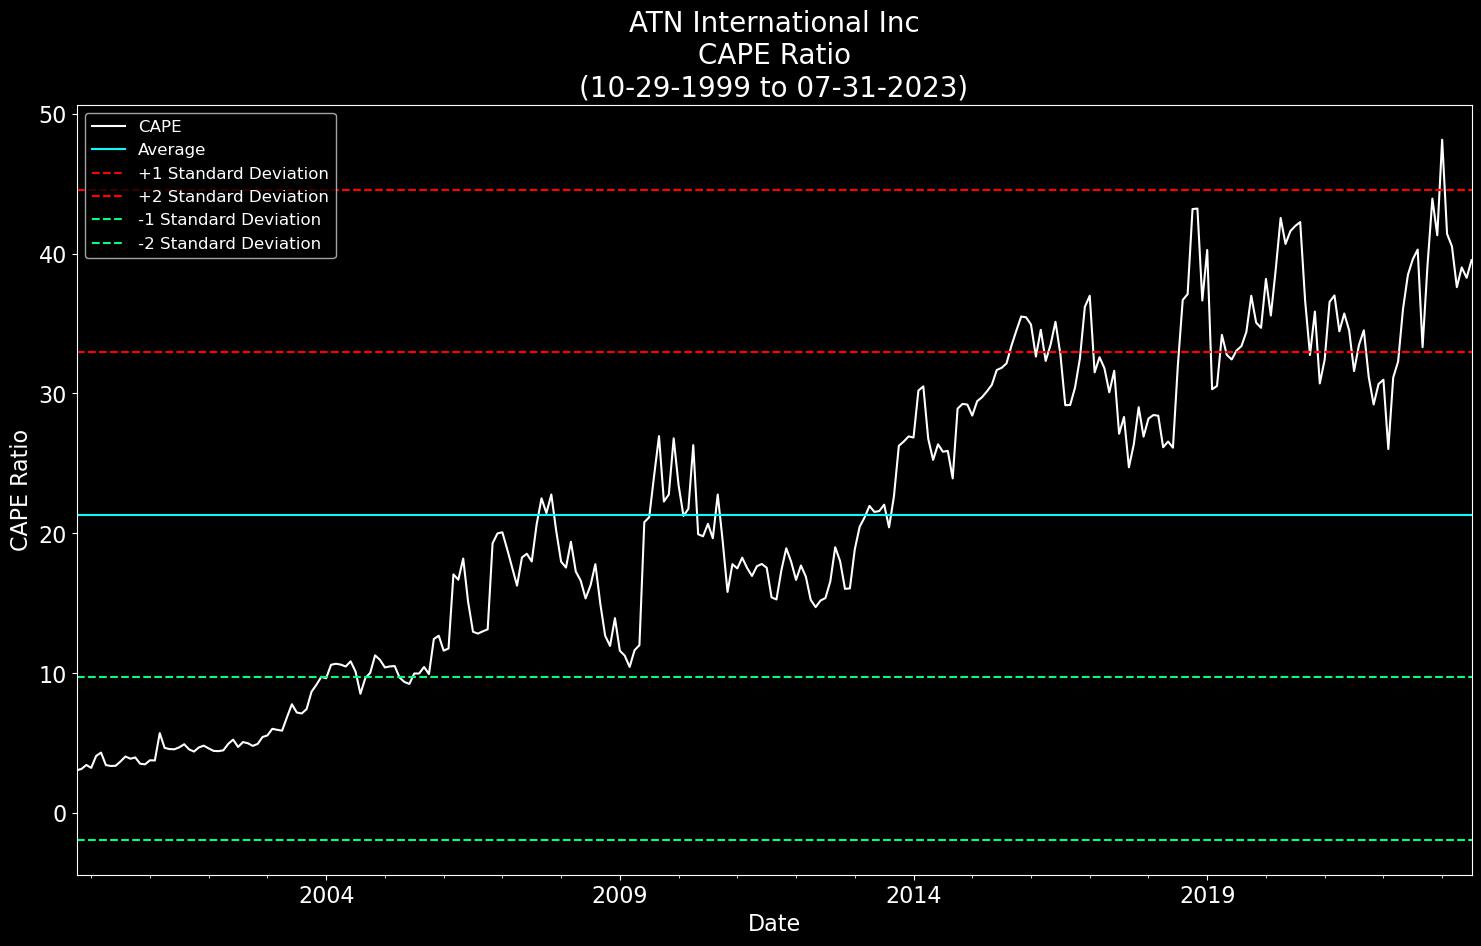 ATN International Inc
CAPE Ratio
(10-29-1999 to 07-31-2023)
50
40
30
20
10
0
CAPE Ratio
CAPE
Average
+1 Standard Deviation
+2 Standard Deviation
-1 Standard Deviation
-2 Standard Deviation
2004
2009
2014
2019
Date